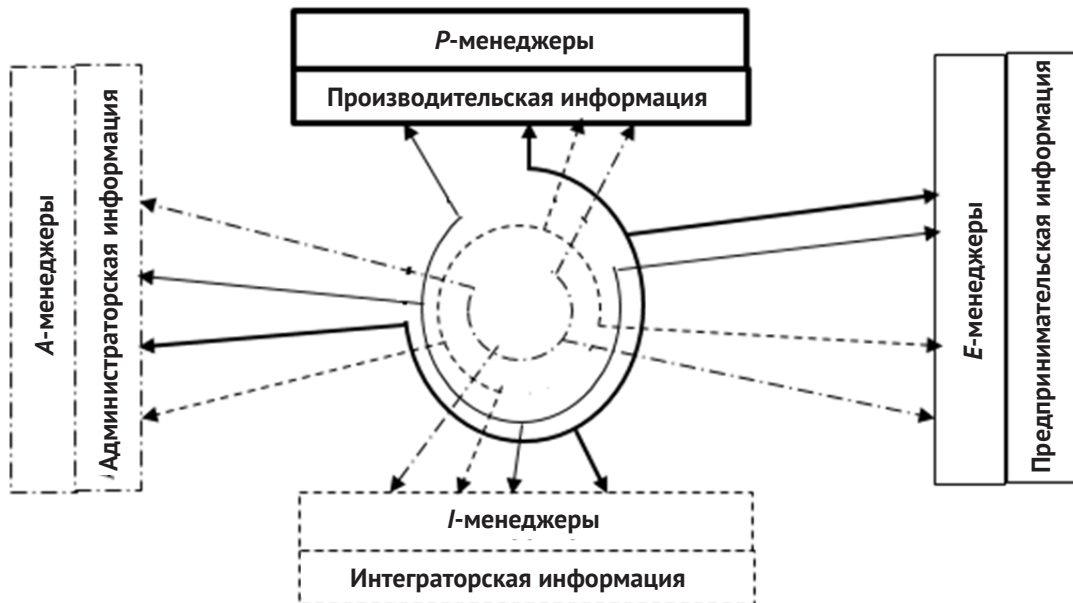 P-менеджеры
Производительская информация
A-менеджеры
Администраторская информация
E-менеджеры
Предпринимательская информация
I-менеджеры
Интеграторская информация